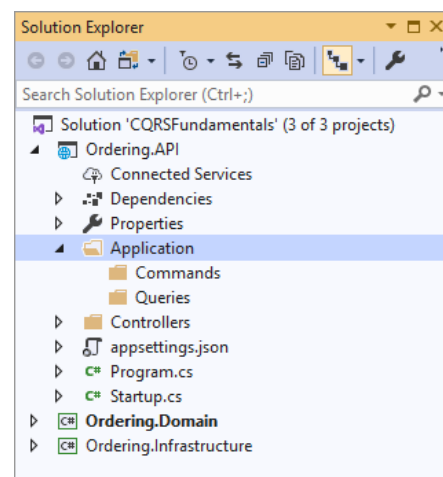 Solution Explorer
Search Solution Explorer (Ctrl+;)
Solution 'CQRSFundamentals' (3 of 3 projects)
Ordering.API
Connected Services
Dependencies
Properties
Application
Commands
Queries
Controllers
appsettings.json
C# Program.cs
C# Startup.cs
C# Ordering.Domain
C# Ordering.Infrastructure